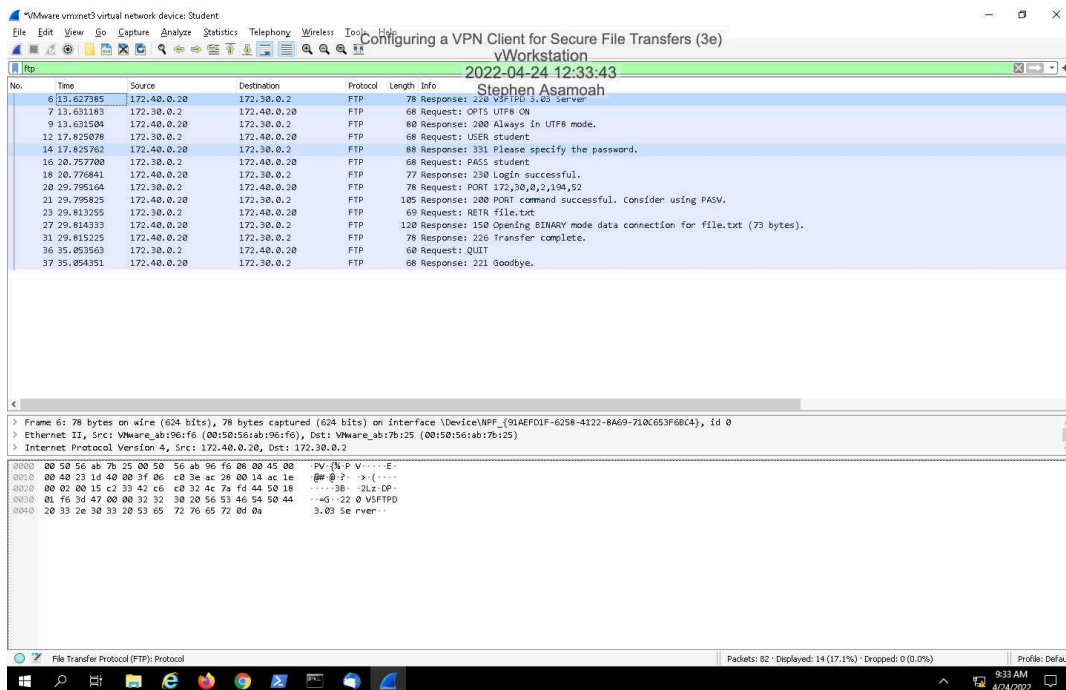 *VMware vmxnet3 virtual network device: Student
File Edit View Go Capture Analyze Statistics Telephony Wireless Tools Help
Configuring a VPN Client for Secure File Transfers (3e)
vWorkstation
2022-04-24 12:33:43
Stephen Asamoah
ftp
No. Time Source Destination Protocol Length Info
6 13.627385 172.40.0.20 172.30.0.2 FTP 78 Response: 220 VSFTPD 3.03 Server
7 13.631183 172.30.0.2 172.40.0.20 FTP 68 Request: OPTS UTF8 ON
9 13.631504 172.40.0.20 172.30.0.2 FTP 80 Response: 200 Always in UTF8 mode.
12 17.825078 172.30.0.2 172.40.0.20 FTP 68 Request: USER student
14 17.825762 172.40.0.20 172.30.0.2 FTP 88 Response: 331 Please specify the password.
16 20.757700 172.30.0.2 172.40.0.20 FTP 68 Request: PASS student
18 20.776841 172.40.0.20 172.30.0.2 FTP 77 Response: 230 Login successful.
20 29.795164 172.30.0.2 172.40.0.20 FTP 78 Request: PORT 172,30,0,2,194,52
21 29.795825 172.40.0.20 172.30.0.2 FTP 105 Response: 200 PORT command successful. Consider using PASV.
23 29.813255 172.30.0.2 172.40.0.20 FTP 69 Request: RETR file.txt
27 29.814333 172.40.0.20 172.30.0.2 FTP 120 Response: 150 Opening BINARY mode data connection for file.txt (73 bytes).
31 29.815225 172.40.0.20 172.30.0.2 FTP 78 Response: 226 Transfer complete.
36 35.053563 172.30.0.2 172.40.0.20 FTP 60 Request: QUIT
37 35.054351 172.40.0.20 172.30.0.2 FTP 68 Response: 221 Goodbye.
> Frame 6: 78 bytes on wire (624 bits), 78 bytes captured (624 bits) on interface \Device\NPF_{91AEFD1F-6258-4122-8A69-710C653F6BC4}, id 0
> Ethernet II, Src: VMware_ab:96:f6 (00:50:56:ab:96:f6), Dst: VMware_ab:7b:25 (00:50:56:ab:7b:25)
> Internet Protocol Version 4, Src: 172.40.0.20, Dst: 172.30.0.2
0000 00 50 56 ab 7b 25 00 50 56 ab 96 f6 08 00 45 00 ·PV·{%·P V·····E·
0010 00 40 23 1d 40 00 3f 06 c0 3e ac 28 00 14 ac 1e ·@#·@·?· ·>·(····
0020 00 02 00 15 c2 33 42 c6 c0 32 4c 7a fd 44 50 18 ·····3B· ·2Lz·DP·
0030 01 f6 3d 47 00 00 32 32 30 20 56 53 46 54 50 44 ··=G··22 0 VSFTPD
0040 20 33 2e 30 33 20 53 65 72 76 65 72 0d 0a 3.03 Se rver··
File Transfer Protocol (FTP): Protocol Packets: 82 · Displayed: 14 (17.1%) · Dropped: 0 (0.0%) Profile: Defau
9:33 AM
4/24/2022